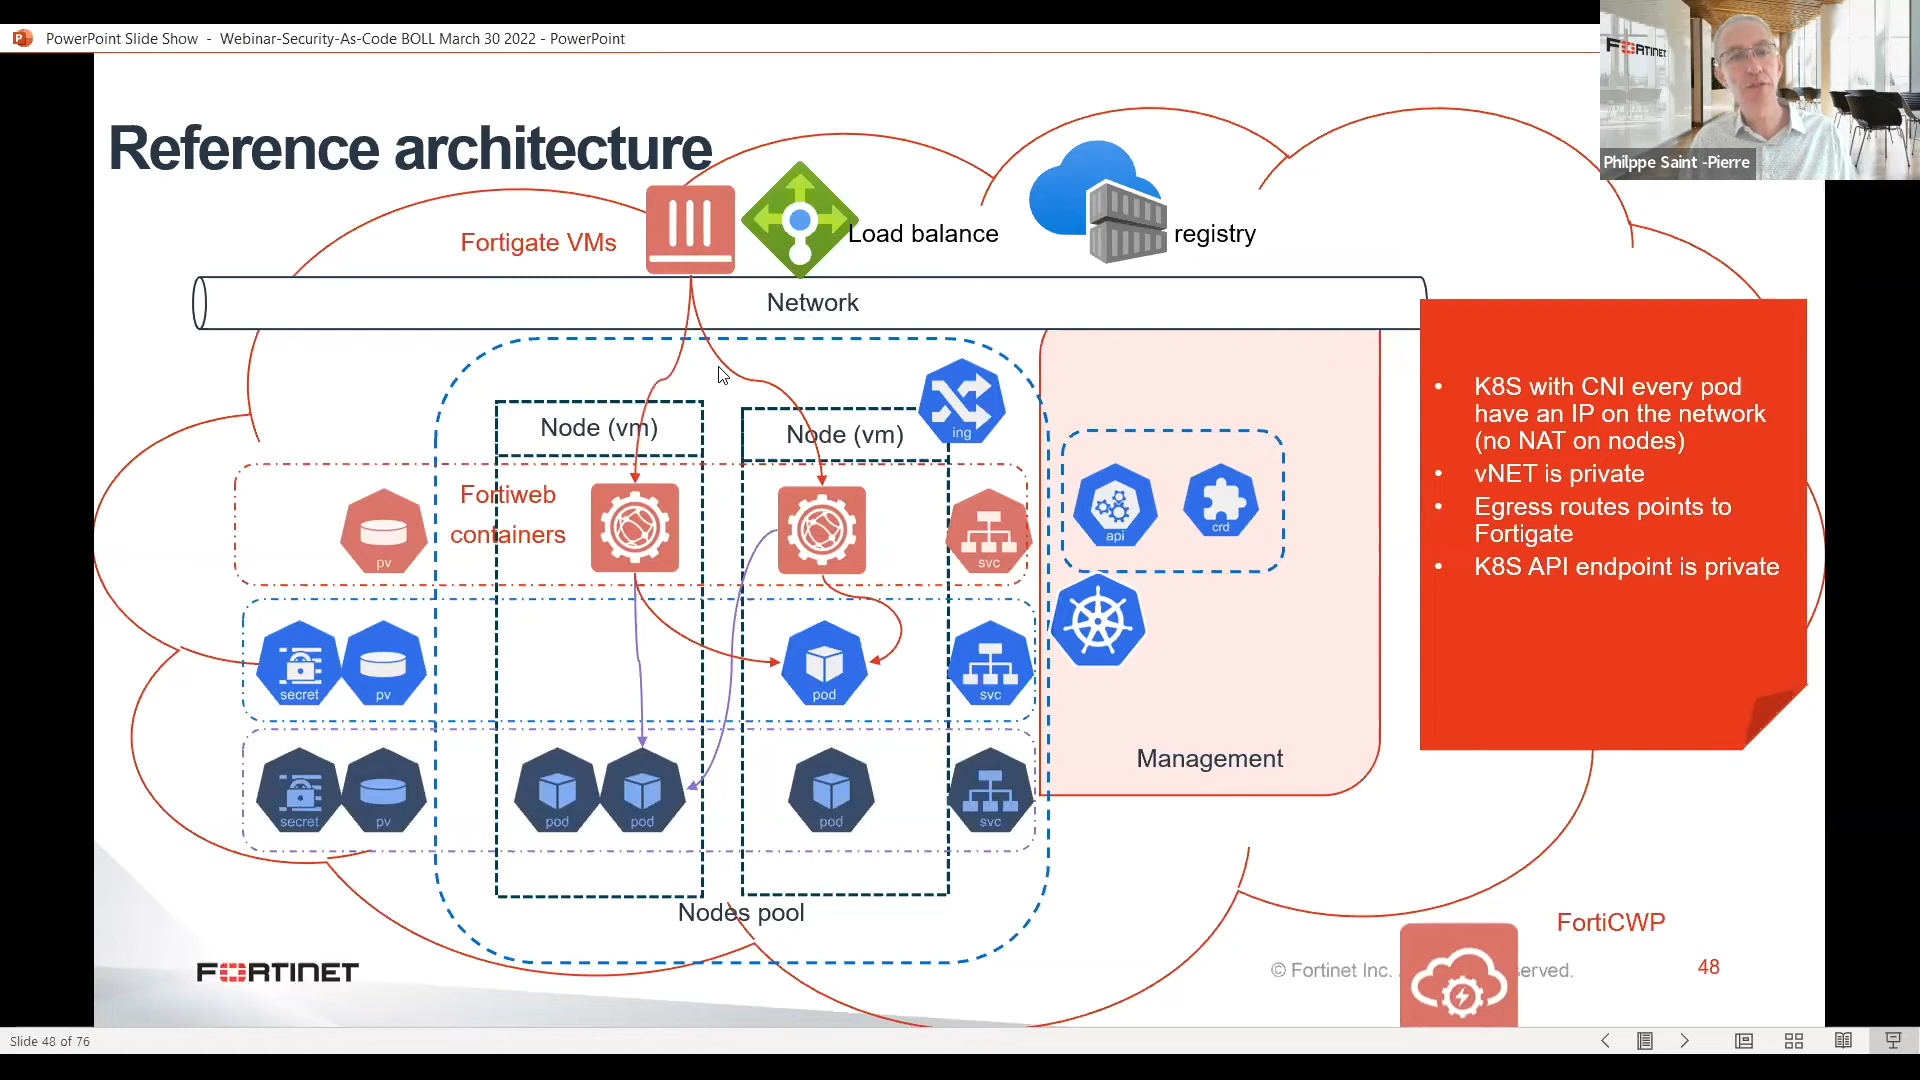 PowerPoint Slide Show - Webinar-Security-As-Code BOLL March 30 2022 - PowerPoint
FORTINET
Philppe Saint -Pierre
Reference architecture
Fortigate VMs
Load balance
registry
Network
Node (vm)
Node (vm)
ing
Fortiweb
containers
pv
svc
api
crd
secret
pv
pod
svc
secret
pv
pod
pod
pod
svc
Management
Nodes pool
• K8S with CNI every pod
have an IP on the network
(no NAT on nodes)
• vNET is private
• Egress routes points to
Fortigate
• K8S API endpoint is private
FortiCWP
FORTINET
© Fortinet Inc.
48
Slide 48 of 76